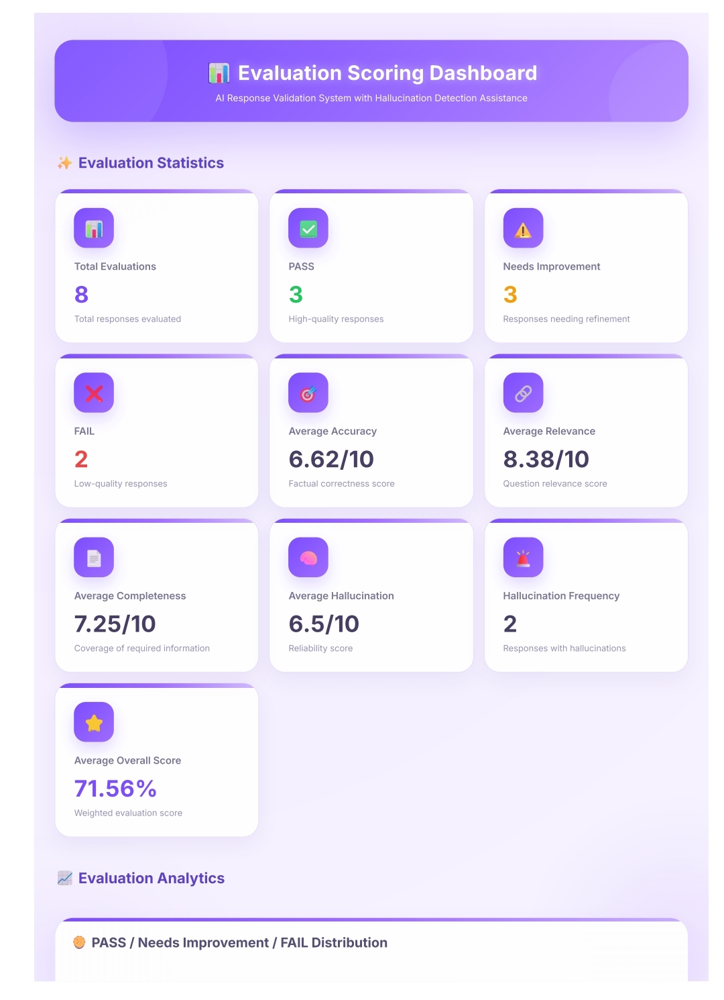 Evaluation Scoring Dashboard
AI Response Validation System with Hallucination Detection Assistance
Evaluation Statistics
Total Evaluations
8
Total responses evaluated
PASS
3
High-quality responses
Needs Improvement
3
Responses needing refinement
FAIL
2
Low-quality responses
Average Accuracy
6.62/10
Factual correctness score
Average Relevance
8.38/10
Question relevance score
Average Completeness
7.25/10
Coverage of required information
Average Hallucination
6.5/10
Reliability score
Hallucination Frequency
2
Responses with hallucinations
Average Overall Score
71.56%
Weighted evaluation score
Evaluation Analytics
PASS / Needs Improvement / FAIL Distribution